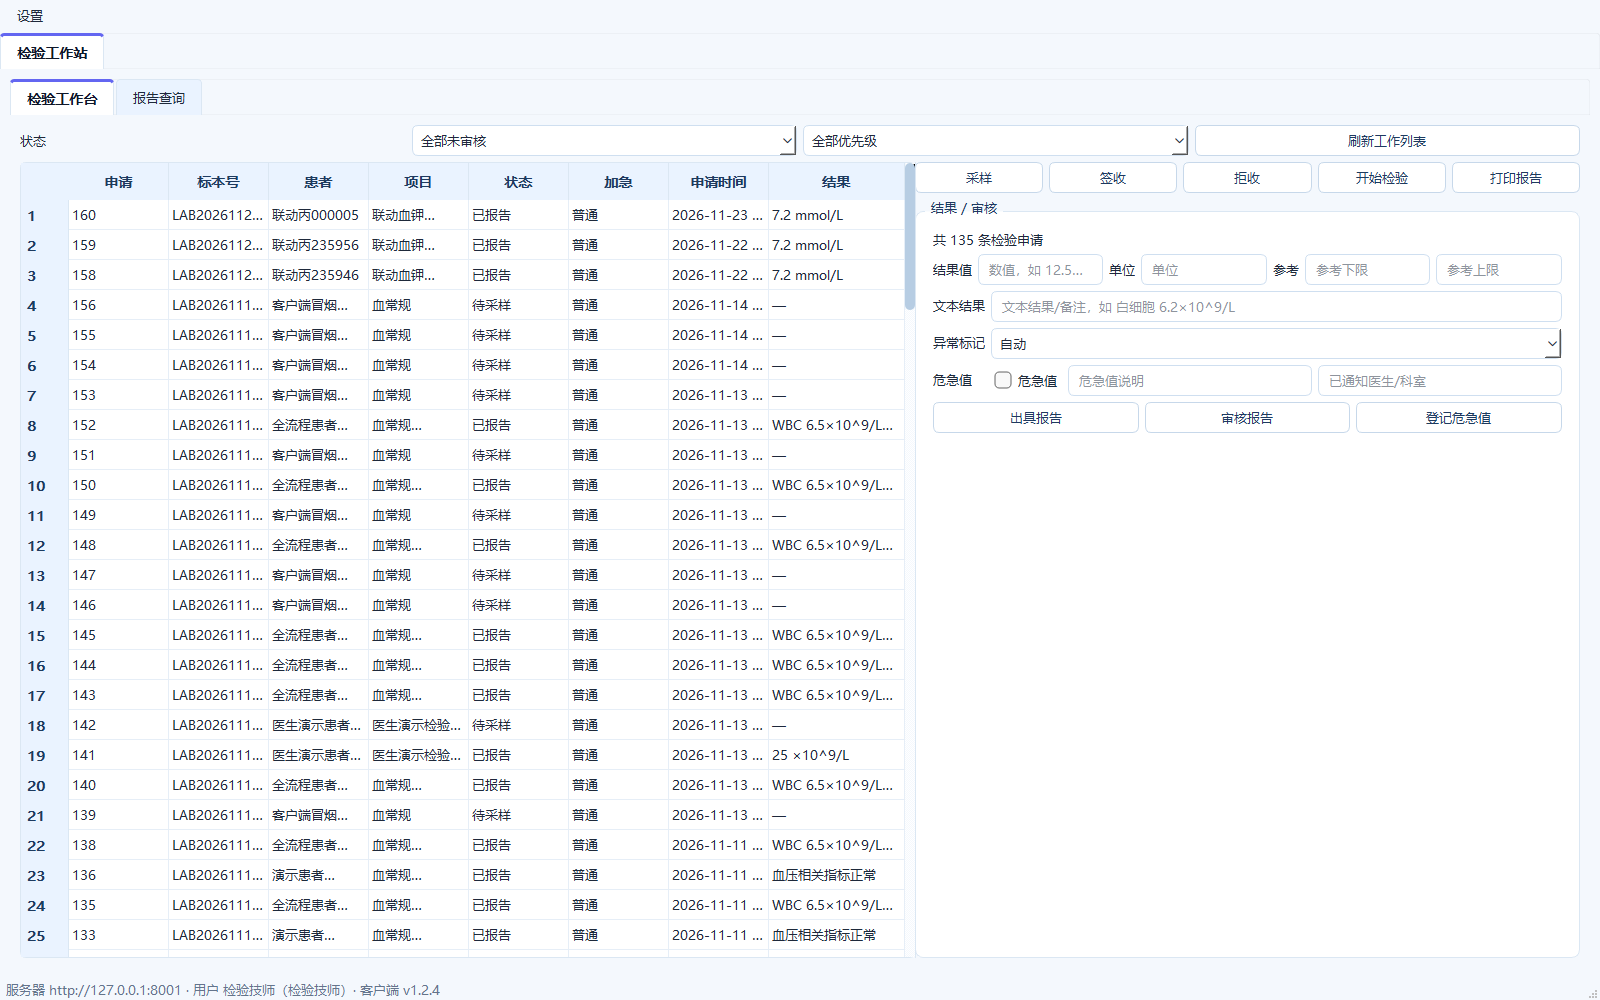 设置
检验工作站
检验工作台 报告查询
状态 全部未审核 全部优先级 刷新工作列表
申请 标本号 患者 项目 状态 加急 申请时间 结果
1 160 LAB2026112... 联动丙000005 联动血钾... 已报告 普通 2026-11-23 ... 7.2 mmol/L
2 159 LAB2026112... 联动丙235956 联动血钾... 已报告 普通 2026-11-22 ... 7.2 mmol/L
3 158 LAB2026112... 联动丙235946 联动血钾... 已报告 普通 2026-11-22 ... 7.2 mmol/L
4 156 LAB2026111... 客户端冒烟... 血常规 待采样 普通 2026-11-14 ... —
5 155 LAB2026111... 客户端冒烟... 血常规 待采样 普通 2026-11-14 ... —
6 154 LAB2026111... 客户端冒烟... 血常规 待采样 普通 2026-11-14 ... —
7 153 LAB2026111... 客户端冒烟... 血常规 待采样 普通 2026-11-13 ... —
8 152 LAB2026111... 全流程患者... 血常规... 已报告 普通 2026-11-13 ... WBC 6.5×10^9/L...
9 151 LAB2026111... 客户端冒烟... 血常规 待采样 普通 2026-11-13 ... —
10 150 LAB2026111... 全流程患者... 血常规... 已报告 普通 2026-11-13 ... WBC 6.5×10^9/L...
11 149 LAB2026111... 客户端冒烟... 血常规 待采样 普通 2026-11-13 ... —
12 148 LAB2026111... 全流程患者... 血常规... 已报告 普通 2026-11-13 ... WBC 6.5×10^9/L...
13 147 LAB2026111... 客户端冒烟... 血常规 待采样 普通 2026-11-13 ... —
14 146 LAB2026111... 客户端冒烟... 血常规 待采样 普通 2026-11-13 ... —
15 145 LAB2026111... 全流程患者... 血常规... 已报告 普通 2026-11-13 ... WBC 6.5×10^9/L...
16 144 LAB2026111... 全流程患者... 血常规... 已报告 普通 2026-11-13 ... WBC 6.5×10^9/L...
17 143 LAB2026111... 全流程患者... 血常规... 已报告 普通 2026-11-13 ... WBC 6.5×10^9/L...
18 142 LAB2026111... 医生演示患者... 医生演示检验... 待采样 普通 2026-11-13 ... —
19 141 LAB2026111... 医生演示患者... 医生演示检验... 已报告 普通 2026-11-13 ... 25 ×10^9/L
20 140 LAB2026111... 全流程患者... 血常规... 已报告 普通 2026-11-13 ... WBC 6.5×10^9/L...
21 139 LAB2026111... 客户端冒烟... 血常规 待采样 普通 2026-11-13 ... —
22 138 LAB2026111... 全流程患者... 血常规... 已报告 普通 2026-11-11 ... WBC 6.5×10^9/L...
23 136 LAB2026111... 演示患者... 血常规... 已报告 普通 2026-11-11 ... 血压相关指标正常
24 135 LAB2026111... 全流程患者... 血常规... 已报告 普通 2026-11-11 ... WBC 6.5×10^9/L...
25 133 LAB2026111... 演示患者... 血常规... 已报告 普通 2026-11-11 ... 血压相关指标正常
采样 签收 拒收 开始检验 打印报告
结果 / 审核
共 135 条检验申请
结果值 数值，如 12.5... 单位 单位 参考 参考下限 参考上限
文本结果 文本结果/备注，如 白细胞 6.2×10^9/L
异常标记 自动
危急值 危急值 危急值说明 已通知医生/科室
出具报告 审核报告 登记危急值
服务器 http://127.0.0.1:8001 · 用户 检验技师（检验技师）· 客户端 v1.2.4